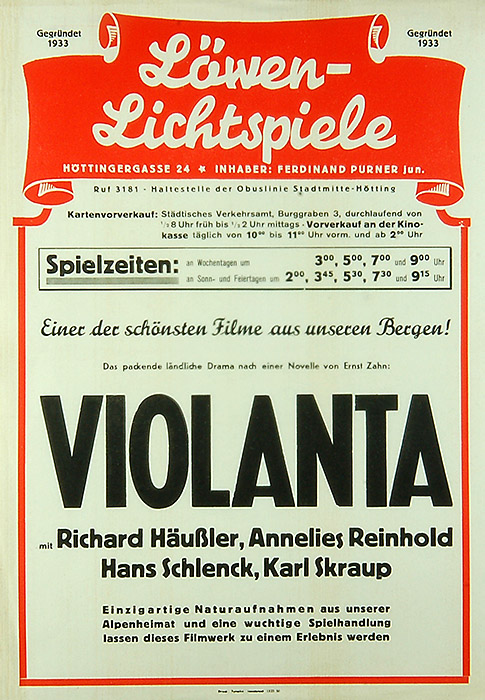 Gegründet
1933
Gegründet
1933
Löwen-
Lichtspiele
HÖTTINGERGASSE 24 ★ INHABER: FERDINAND PURNER jun.
Ruf 3181 - Haltestelle der Obuslinie Stadtmitte-Hötting
Kartenvorverkauf: Städtisches Verkehrsamt, Burggraben 3, durchlaufend von
½8 Uhr früh bis ½2 Uhr mittags - Vorverkauf an der Kino-
kasse täglich von 10⁰⁰ bis 11⁰⁰ Uhr vorm. und ab 2⁰⁰ Uhr
Spielzeiten: an Wochentagen um 3⁰⁰, 5⁰⁰, 7⁰⁰ und 9⁰⁰ Uhr
an Sonn- und Feiertagen um 2⁰⁰, 3⁴⁵, 5³⁰, 7³⁰ und 9¹⁵ Uhr
Einer der schönsten Filme aus unseren Bergen!
Das packende ländliche Drama nach einer Novelle von Ernst Zahn:
VIOLANTA
mit Richard Häußler, Annelies Reinhold
Hans Schlenck, Karl Skraup
Einzigartige Naturaufnahmen aus unserer
Alpenheimat und eine wuchtige Spielhandlung
lassen dieses Filmwerk zu einem Erlebnis werden